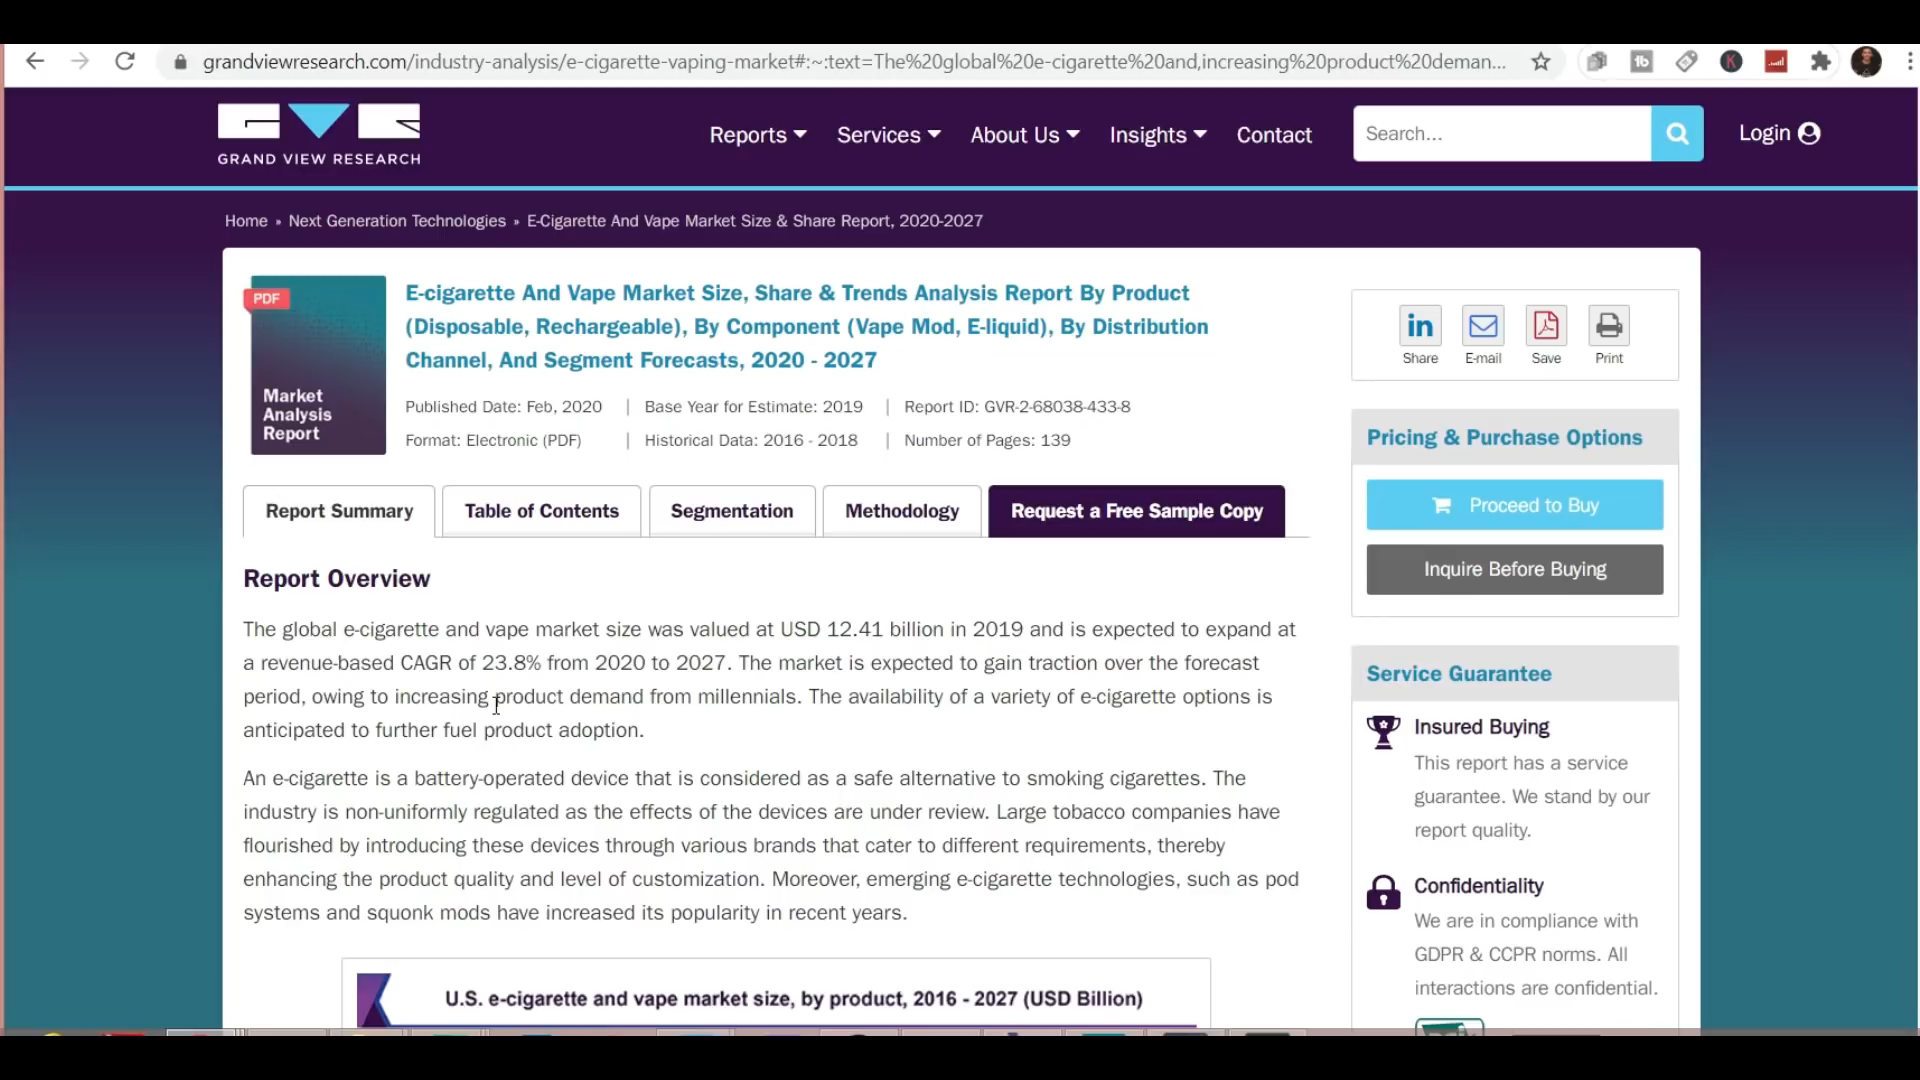 grandviewresearch.com/industry-analysis/e-cigarette-vaping-market#:~:text=The%20global%20e-cigarette%20and,increasing%20product%20deman...
GRAND VIEW RESEARCH
Reports
Services
About Us
Insights
Contact
Search...
Login
Home » Next Generation Technologies » E-Cigarette And Vape Market Size & Share Report, 2020-2027
PDF
Market
Analysis
Report
E-cigarette And Vape Market Size, Share & Trends Analysis Report By Product
(Disposable, Rechargeable), By Component (Vape Mod, E-liquid), By Distribution
Channel, And Segment Forecasts, 2020 - 2027
Published Date: Feb, 2020 | Base Year for Estimate: 2019 | Report ID: GVR-2-68038-433-8
Format: Electronic (PDF) | Historical Data: 2016 - 2018 | Number of Pages: 139
in
Share
E-mail
Save
Print
Pricing & Purchase Options
Proceed to Buy
Inquire Before Buying
Report Summary
Table of Contents
Segmentation
Methodology
Request a Free Sample Copy
Report Overview
The global e-cigarette and vape market size was valued at USD 12.41 billion in 2019 and is expected to expand at
a revenue-based CAGR of 23.8% from 2020 to 2027. The market is expected to gain traction over the forecast
period, owing to increasing product demand from millennials. The availability of a variety of e-cigarette options is
anticipated to further fuel product adoption.
An e-cigarette is a battery-operated device that is considered as a safe alternative to smoking cigarettes. The
industry is non-uniformly regulated as the effects of the devices are under review. Large tobacco companies have
flourished by introducing these devices through various brands that cater to different requirements, thereby
enhancing the product quality and level of customization. Moreover, emerging e-cigarette technologies, such as pod
systems and squonk mods have increased its popularity in recent years.
U.S. e-cigarette and vape market size, by product, 2016 - 2027 (USD Billion)
Service Guarantee
Insured Buying
This report has a service
guarantee. We stand by our
report quality.
Confidentiality
We are in compliance with
GDPR & CCPR norms. All
interactions are confidential.